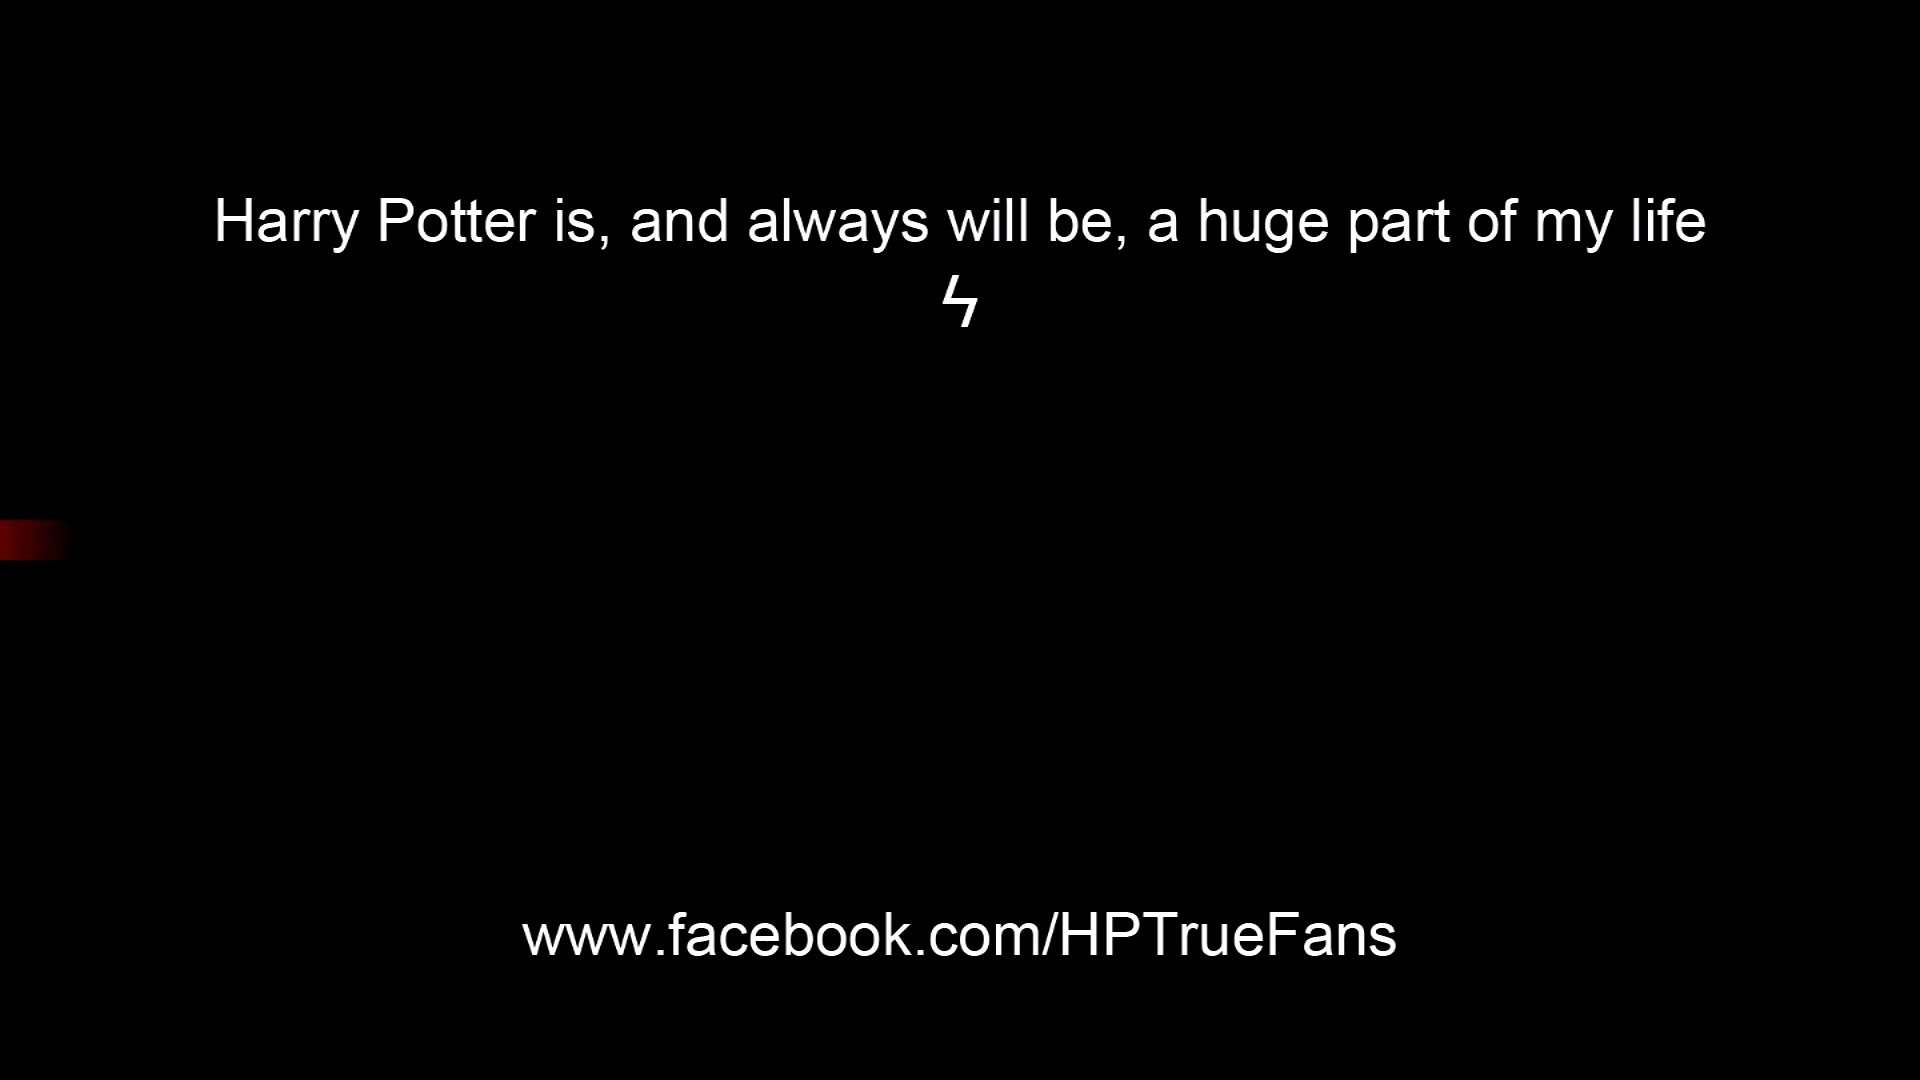 Harry Potter is, and always will be, a huge part of my life
ϟ
www.facebook.com/HPTrueFans